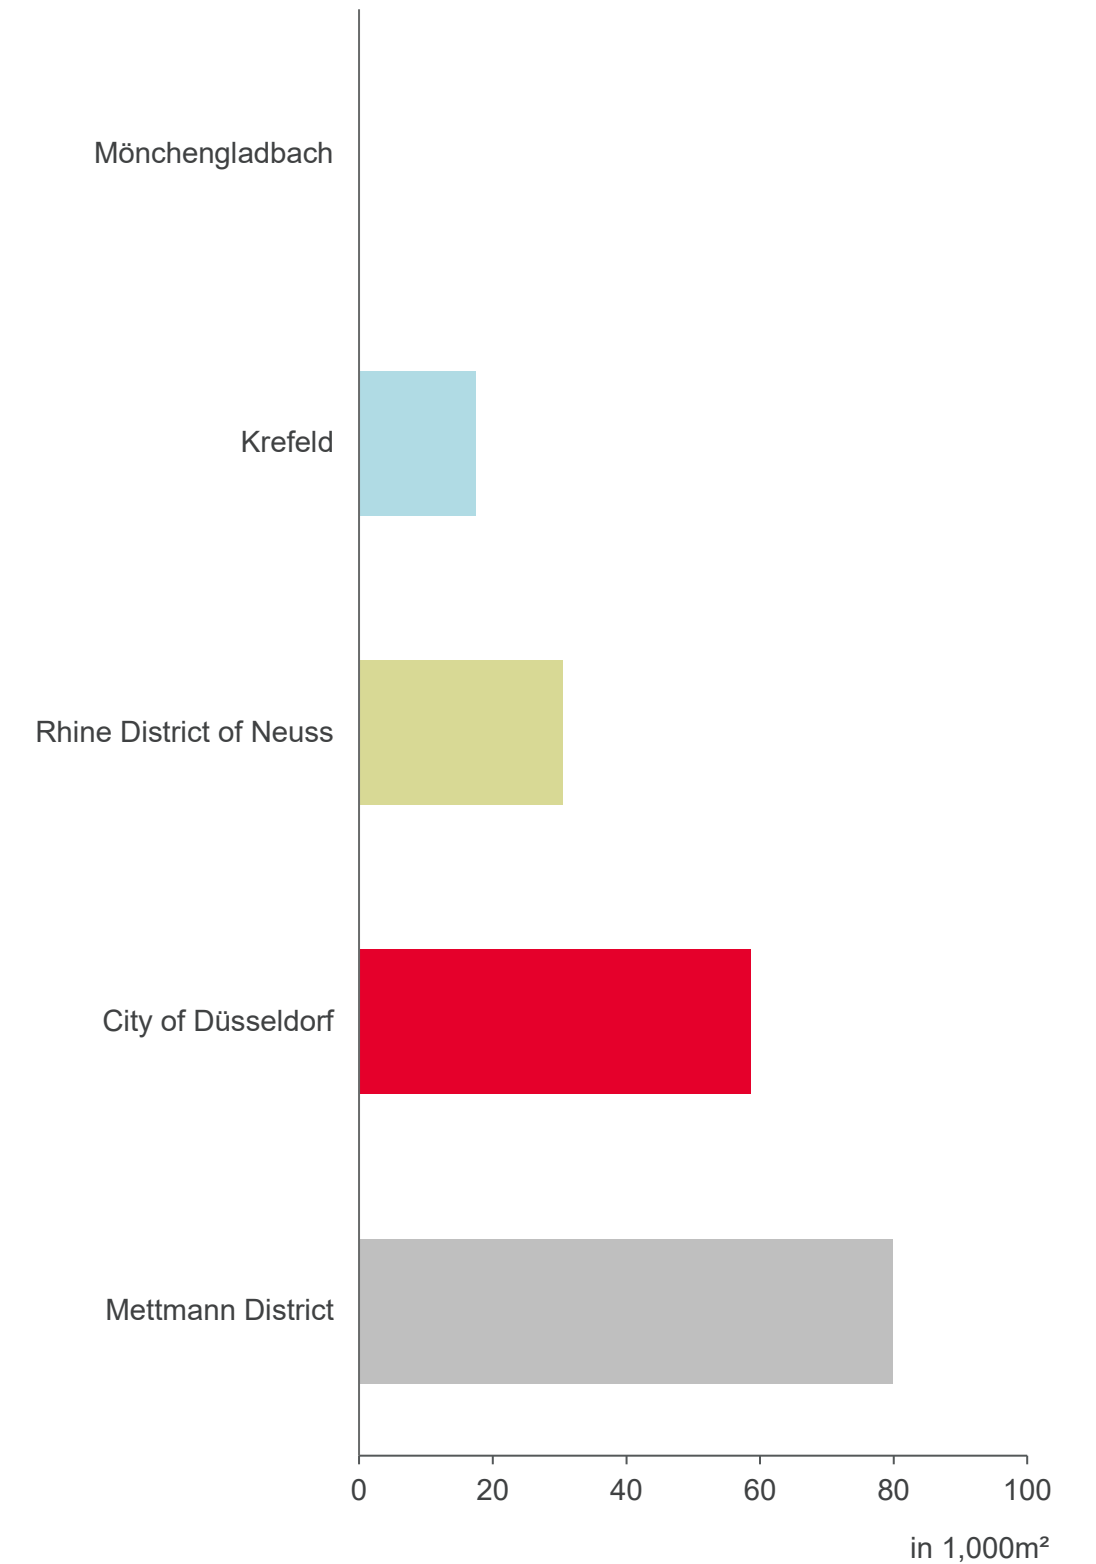 Mönchengladbach
Krefeld
Rhine District of Neuss
City of Düsseldorf
Mettmann District
0 20 40 60 80 100
in 1,000m²